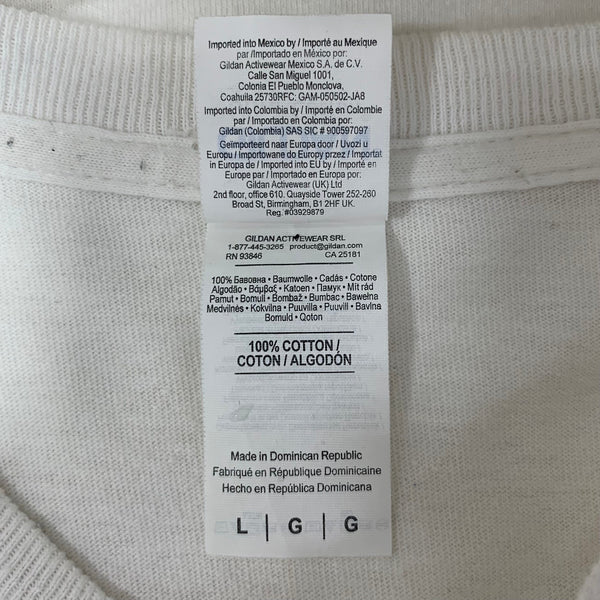 Imported into Mexico by / Importé au Mexique
par / Importado en México por:
Gildan Activewear Mexico S.A. de C.V.
Calle San Miguel 1001,
Colonia El Pueblo Monclova,
Coahuila 25730RFC: GAM-050502-JA8
Imported into Colombia by / Importé en Colombie
par / Importado en Colombia por:
Gildan (Colombia) SAS SIC # 900597097
Geïmporteerd naar Europa door / Uvozi u
Europu / importowane do Europy przez / Importat
in Europa de / Imported into EU by / Importé en
Europe par / Importado en Europa por:
Gildan Activewear (UK) Ltd
2nd floor, office 610. Quayside Tower 252-260
Broad St, Birmingham, B1 2HF UK.
Reg. #03929879
GILDAN ACTIVEWEAR SRL
1-877-445-3265 product@gildan.com
RN 93846 CA 25181
100% Бавовна • Baumwolle • Cadás • Cotone
Algodão • Βάμβαξ • Katoen • Памук • Mit rád
Pamut • Bomull • Bombaž • Bumbac • Bawełna
Medvilnės • Kokvilna • Puuvilla • Puuvill • Bavlna
Bomuld • Qoton
100% COTTON /
COTON / ALGODÓN
Made in Dominican Republic
Fabriqué en République Dominicaine
Hecho en República Dominicana
L | G | G